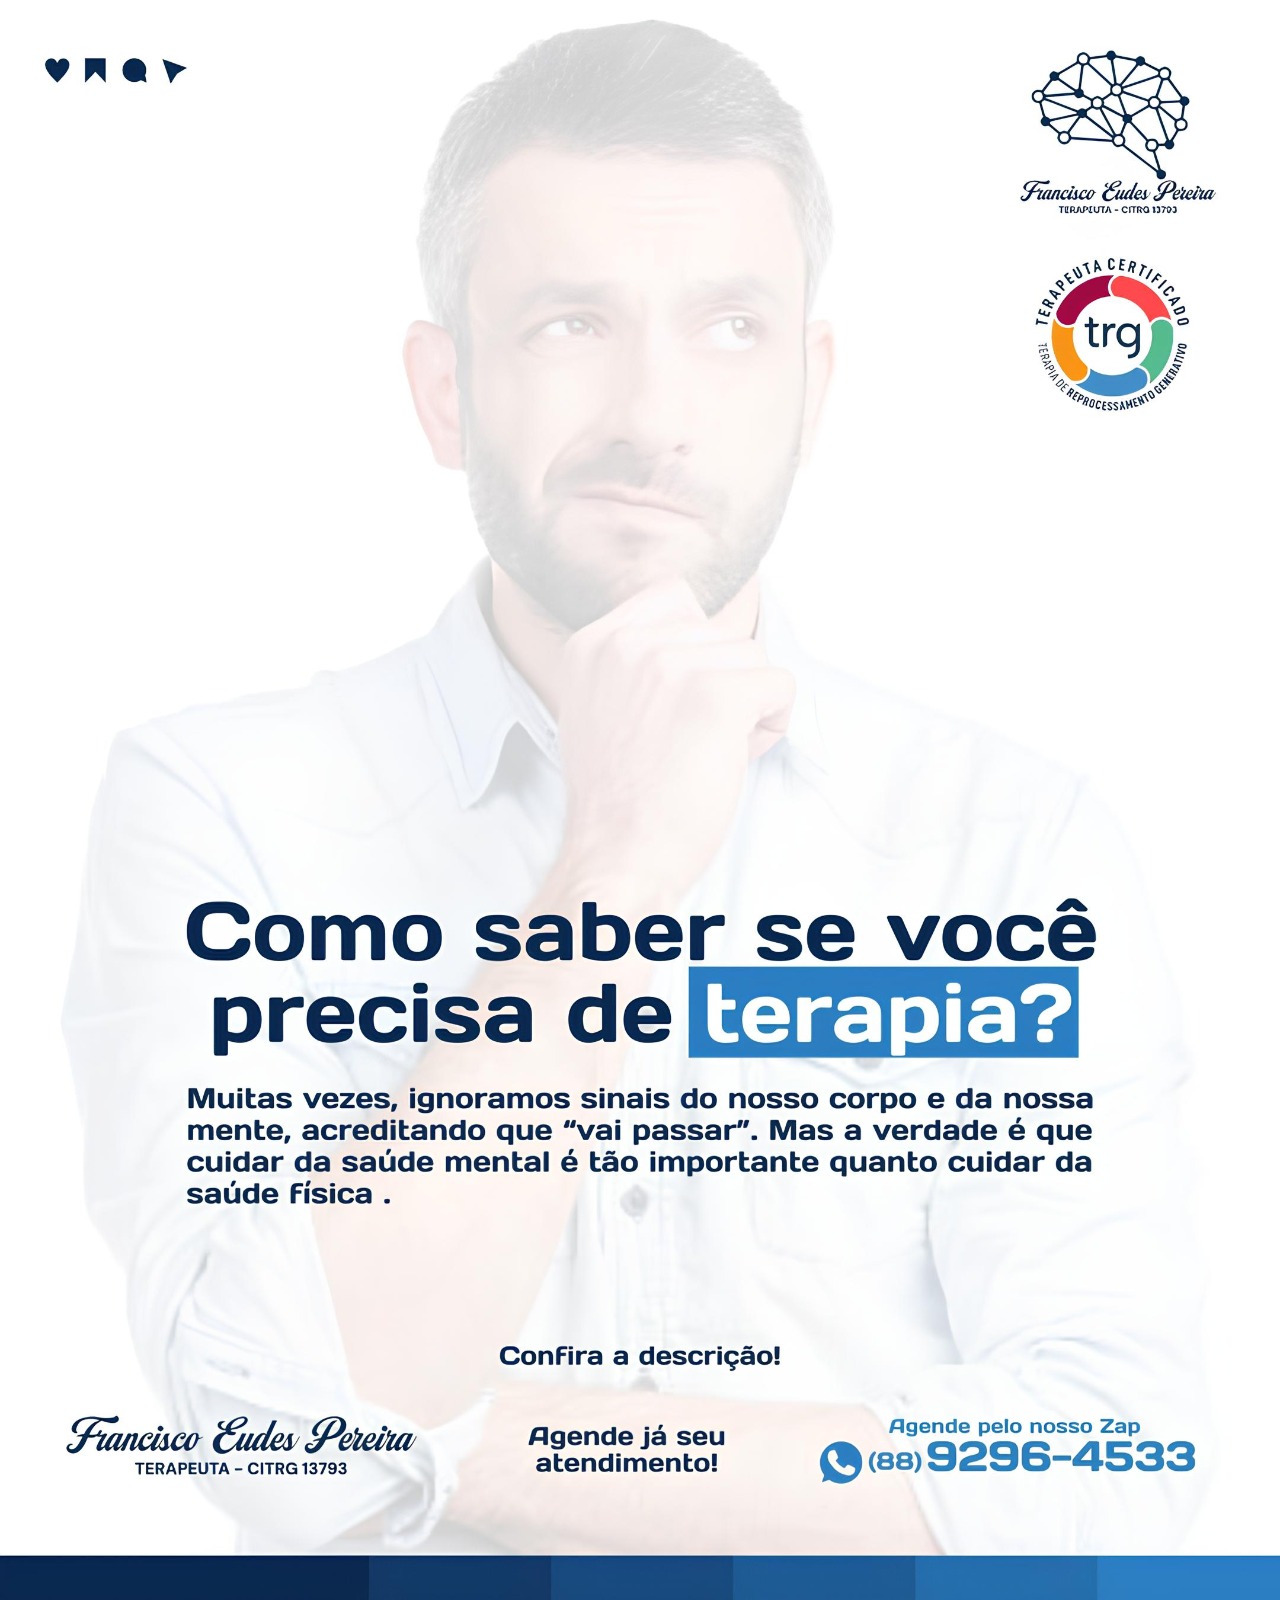 Francisco Eudes Pereira
TERAPEUTA - CITRG 13793
TERAPEUTA CERTIFICADO
trg
TERAPIA DE REPROCESSAMENTO GENERATIVO
Como saber se você
precisa de terapia?
Muitas vezes, ignoramos sinais do nosso corpo e da nossa
mente, acreditando que “vai passar”. Mas a verdade é que
cuidar da saúde mental é tão importante quanto cuidar da
saúde física .
Confira a descrição!
Francisco Eudes Pereira
TERAPEUTA - CITRG 13793
Agende já seu
atendimento!
Agende pelo nosso Zap
(88) 9296-4533